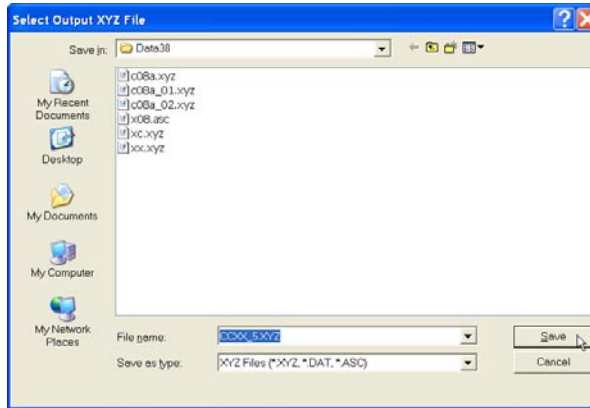 Select Output XYZ File
Save in:
Data38
c08a.xyz
c08a_01.xyz
c08a_02.xyz
x08.asc
xc.xyz
xx.xyz
My Recent
Documents
Desktop
My Documents
My Computer
My Network
Places
File name:
CCXX_5.XYZ
Save
Save as type:
XYZ Files (*.XYZ, *.DAT, *.ASC)
Cancel